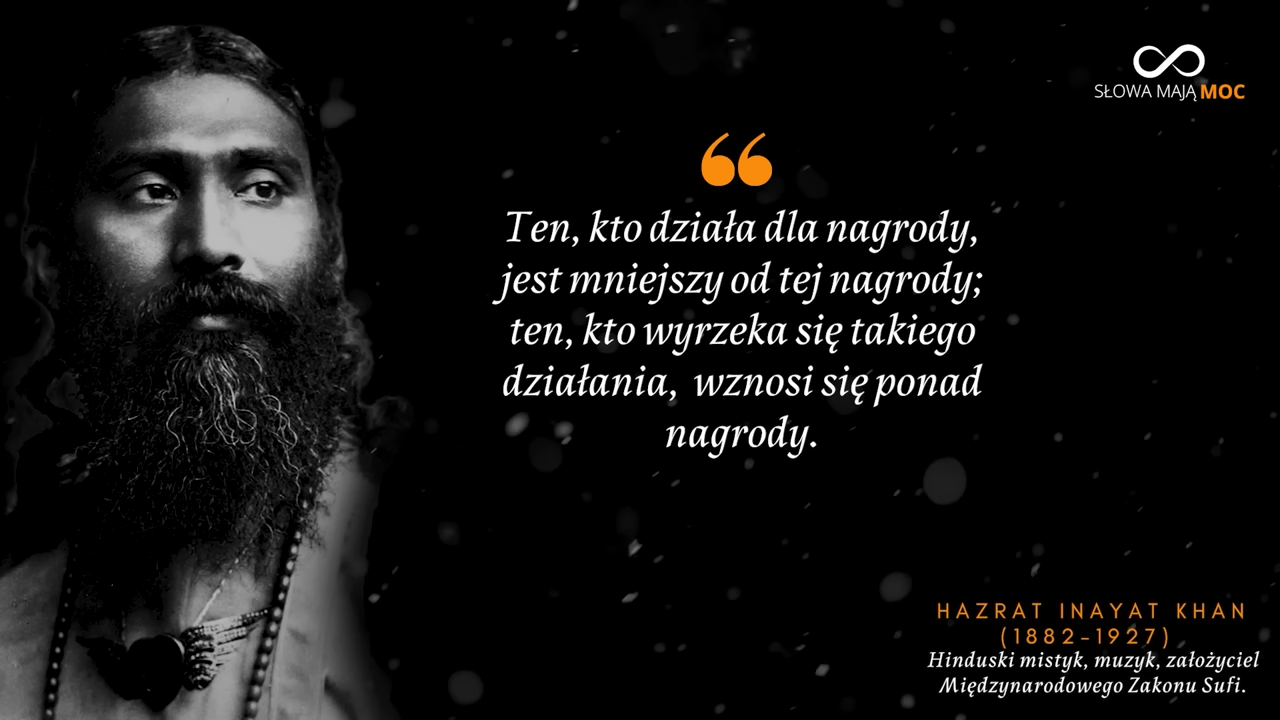 SŁOWA MAJĄ MOC
Ten, kto działa dla nagrody,
jest mniejszy od tej nagrody;
ten, kto wyrzeka się takiego
działania, wznosi się ponad
nagrody.
HAZRAT INAYAT KHAN
(1882-1927)
Hinduski mistyk, muzyk, założyciel
Międzynarodowego Zakonu Sufi.